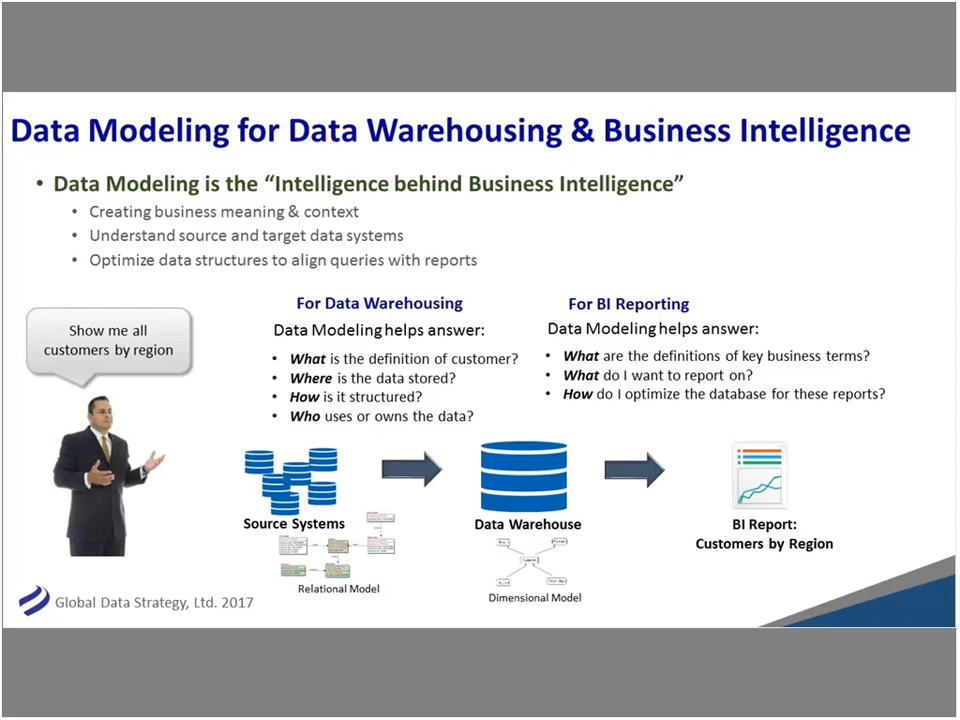 Data Modeling for Data Warehousing & Business Intelligence
• Data Modeling is the “Intelligence behind Business Intelligence”
• Creating business meaning & context
• Understand source and target data systems
• Optimize data structures to align queries with reports
Show me all
customers by region
For Data Warehousing
Data Modeling helps answer:
• What is the definition of customer?
• Where is the data stored?
• How is it structured?
• Who uses or owns the data?
For BI Reporting
Data Modeling helps answer:
• What are the definitions of key business terms?
• What do I want to report on?
• How do I optimize the database for these reports?
Source Systems
Relational Model
Data Warehouse
Dimensional Model
BI Report:
Customers by Region
Global Data Strategy, Ltd. 2017